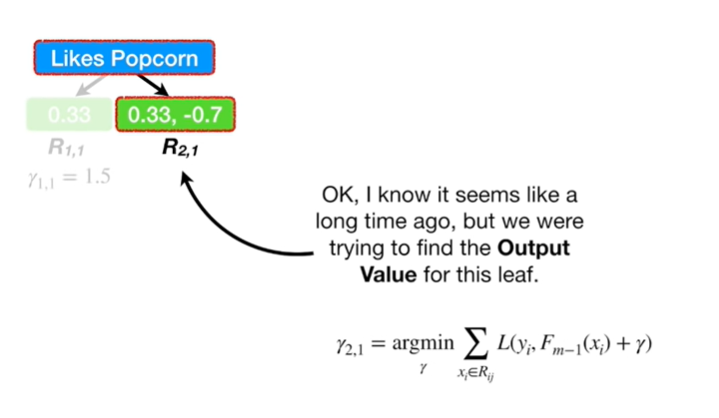 Likes Popcorn
0.33
0.33, -0.7
R1,1
R2,1
γ1,1 = 1.5
OK, I know it seems like a
long time ago, but we were
trying to find the Output
Value for this leaf.
γ2,1 = argmin ∑ L(yi, Fm−1(xi) + γ)
γ xi∈Rij